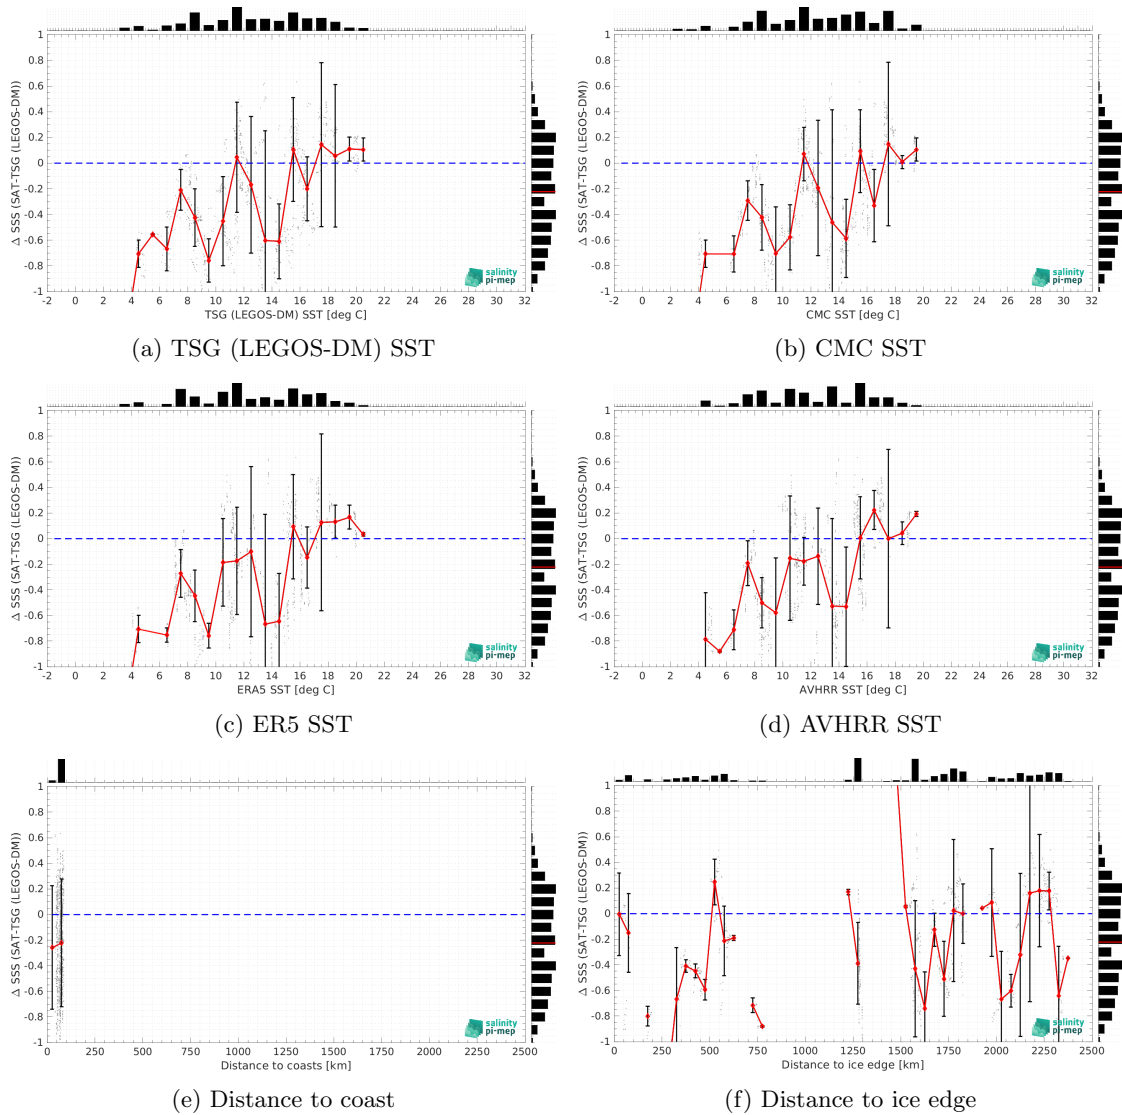 Δ SSS (SAT-TSG (LEGOS-DM))
1
0.8
0.6
0.4
0.2
0
-0.2
-0.4
-0.6
-0.8
-1
salinity
pi-mep
-2 0 2 4 6 8 10 12 14 16 18 20 22 24 26 28 30 32
TSG (LEGOS-DM) SST [deg C]
(a) TSG (LEGOS-DM) SST
Δ SSS (SAT-TSG (LEGOS-DM))
1
0.8
0.6
0.4
0.2
0
-0.2
-0.4
-0.6
-0.8
-1
salinity
pi-mep
-2 0 2 4 6 8 10 12 14 16 18 20 22 24 26 28 30 32
CMC SST [deg C]
(b) CMC SST
Δ SSS (SAT-TSG (LEGOS-DM))
1
0.8
0.6
0.4
0.2
0
-0.2
-0.4
-0.6
-0.8
-1
salinity
pi-mep
-2 0 2 4 6 8 10 12 14 16 18 20 22 24 26 28 30 32
ERA5 SST [deg C]
(c) ER5 SST
Δ SSS (SAT-TSG (LEGOS-DM))
1
0.8
0.6
0.4
0.2
0
-0.2
-0.4
-0.6
-0.8
-1
salinity
pi-mep
-2 0 2 4 6 8 10 12 14 16 18 20 22 24 26 28 30 32
AVHRR SST [deg C]
(d) AVHRR SST
Δ SSS (SAT-TSG (LEGOS-DM))
1
0.8
0.6
0.4
0.2
0
-0.2
-0.4
-0.6
-0.8
-1
salinity
pi-mep
0 250 500 750 1000 1250 1500 1750 2000 2250 2500
Distance to coasts [km]
(e) Distance to coast
Δ SSS (SAT-TSG (LEGOS-DM))
1
0.8
0.6
0.4
0.2
0
-0.2
-0.4
-0.6
-0.8
-1
salinity
pi-mep
0 250 500 750 1000 1250 1500 1750 2000 2250 2500
Distance to ice edge [km]
(f) Distance to ice edge